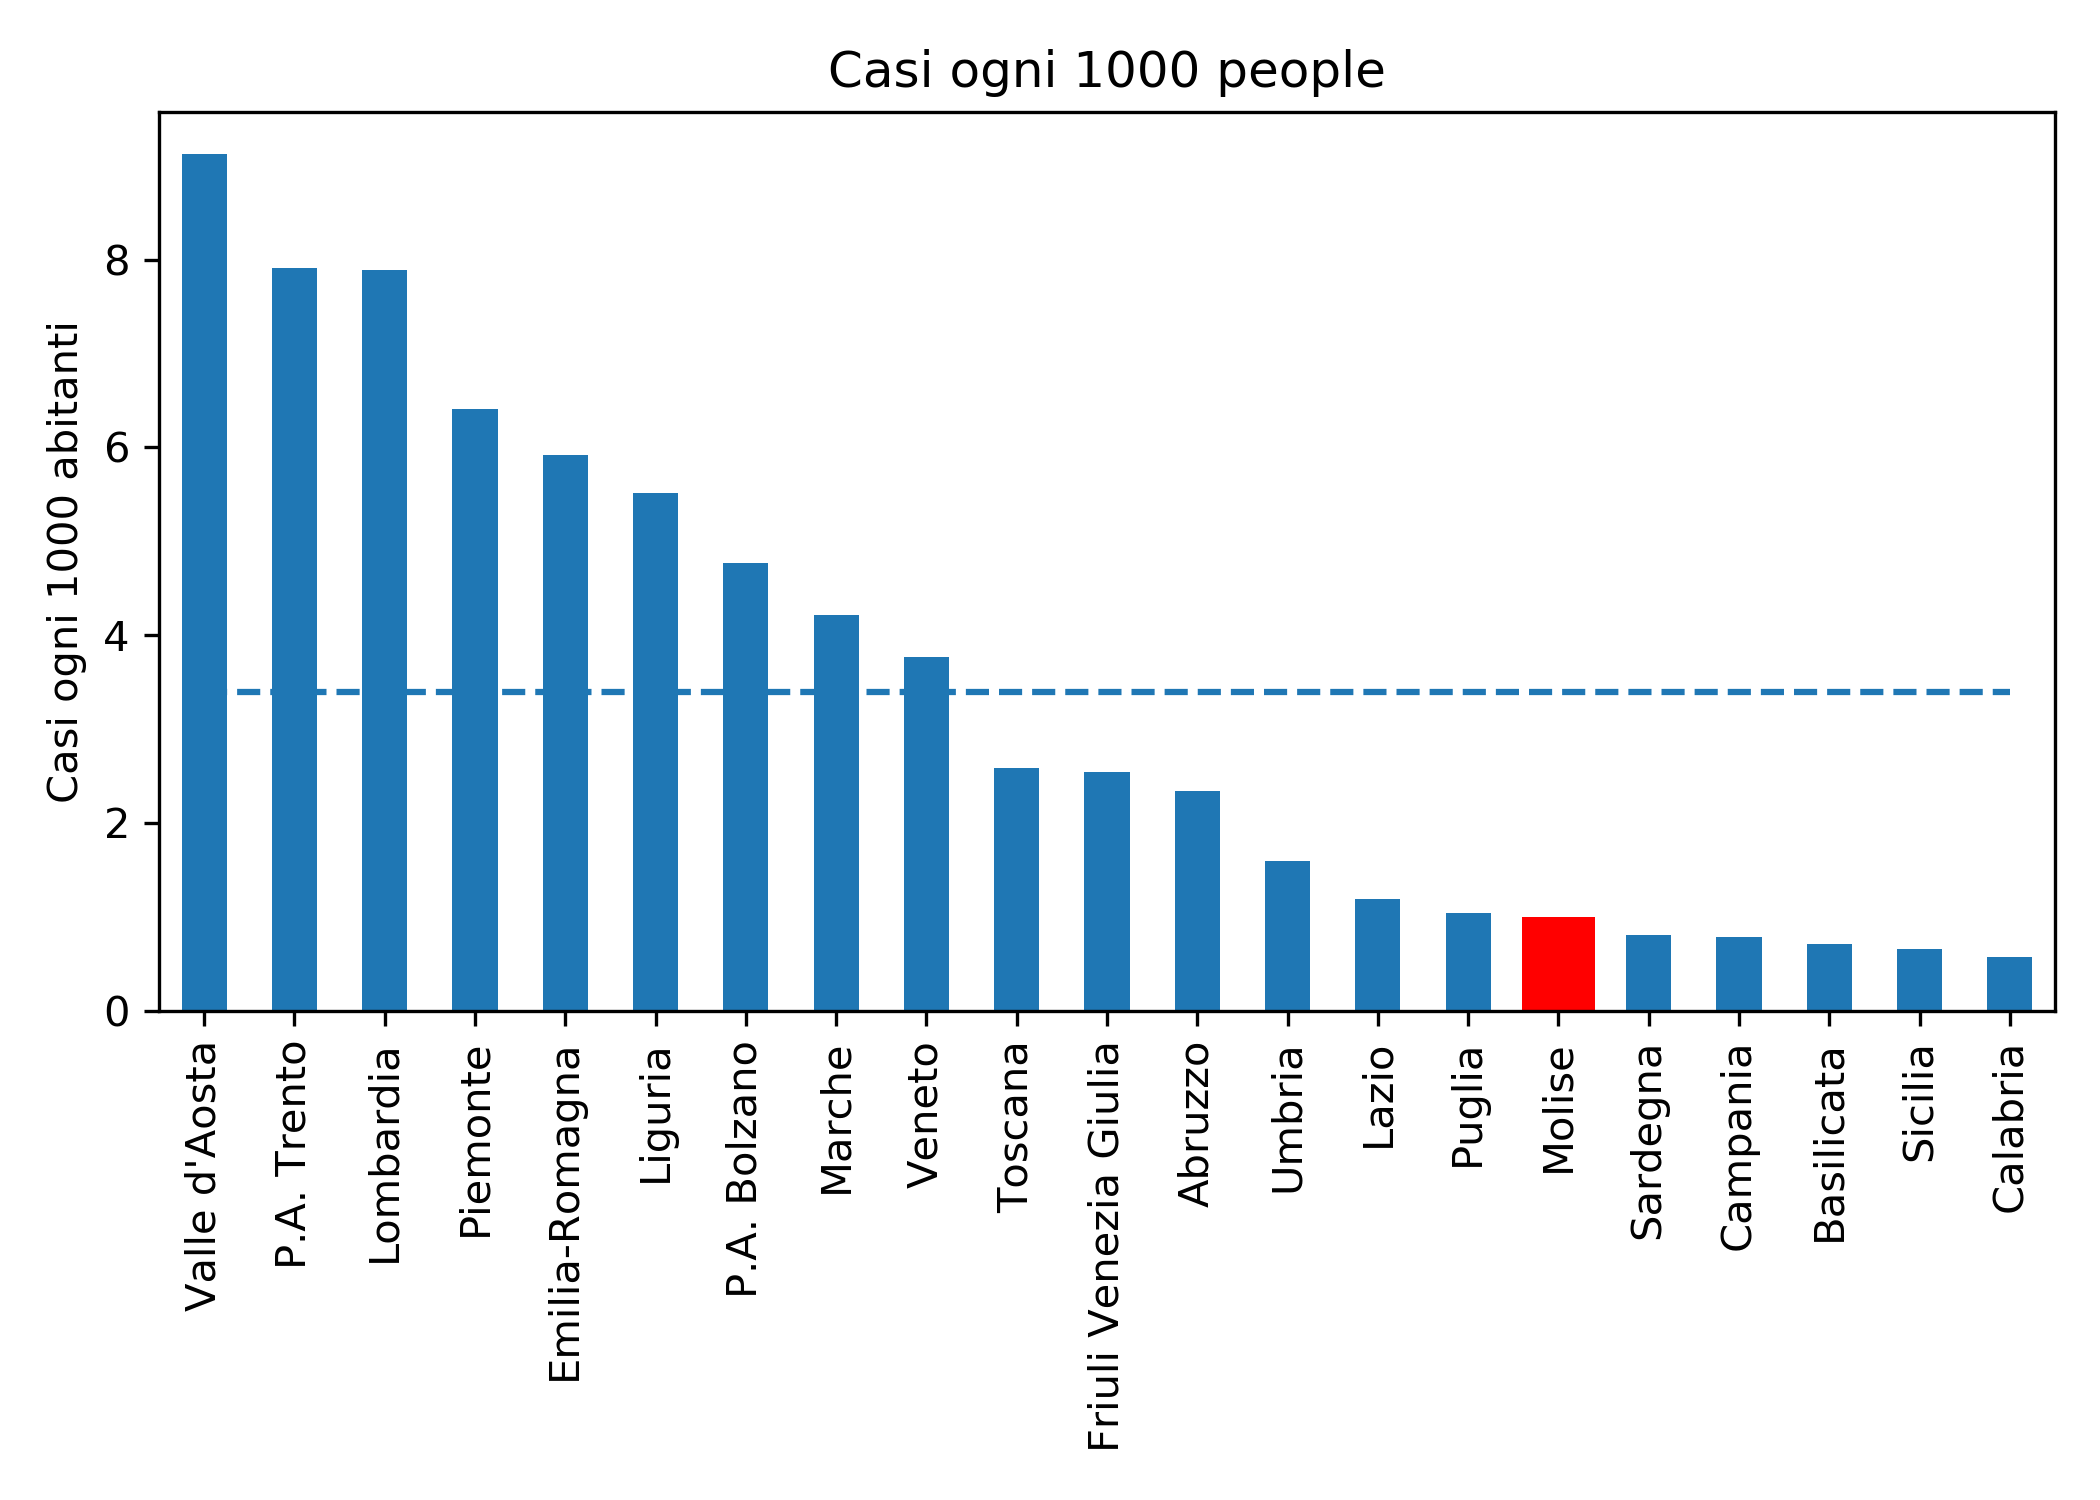 Casi ogni 1000 people
Casi ogni 1000 abitanti
8
6
4
2
0
Valle d'Aosta
P.A. Trento
Lombardia
Piemonte
Emilia-Romagna
Liguria
P.A. Bolzano
Marche
Veneto
Toscana
Friuli Venezia Giulia
Abruzzo
Umbria
Lazio
Puglia
Molise
Sardegna
Campania
Basilicata
Sicilia
Calabria